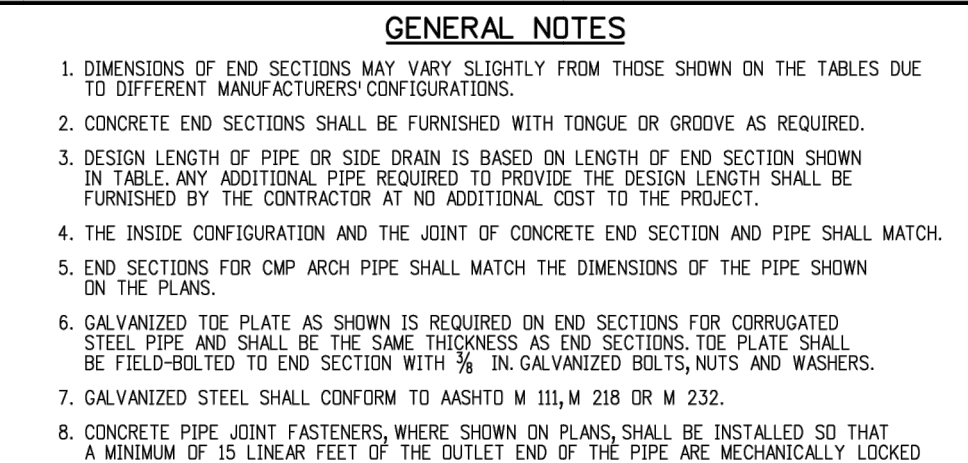 GENERAL NOTES
1. DIMENSIONS OF END SECTIONS MAY VARY SLIGHTLY FROM THOSE SHOWN ON THE TABLES DUE
TO DIFFERENT MANUFACTURERS' CONFIGURATIONS.
2. CONCRETE END SECTIONS SHALL BE FURNISHED WITH TONGUE OR GROOVE AS REQUIRED.
3. DESIGN LENGTH OF PIPE OR SIDE DRAIN IS BASED ON LENGTH OF END SECTION SHOWN
IN TABLE. ANY ADDITIONAL PIPE REQUIRED TO PROVIDE THE DESIGN LENGTH SHALL BE
FURNISHED BY THE CONTRACTOR AT NO ADDITIONAL COST TO THE PROJECT.
4. THE INSIDE CONFIGURATION AND THE JOINT OF CONCRETE END SECTION AND PIPE SHALL MATCH.
5. END SECTIONS FOR CMP ARCH PIPE SHALL MATCH THE DIMENSIONS OF THE PIPE SHOWN
ON THE PLANS.
6. GALVANIZED TOE PLATE AS SHOWN IS REQUIRED ON END SECTIONS FOR CORRUGATED
STEEL PIPE AND SHALL BE THE SAME THICKNESS AS END SECTIONS. TOE PLATE SHALL
BE FIELD-BOLTED TO END SECTION WITH 3/8 IN. GALVANIZED BOLTS, NUTS AND WASHERS.
7. GALVANIZED STEEL SHALL CONFORM TO AASHTO M 111, M 218 OR M 232.
8. CONCRETE PIPE JOINT FASTENERS, WHERE SHOWN ON PLANS, SHALL BE INSTALLED SO THAT
A MINIMUM OF 15 LINEAR FEET OF THE OUTLET END OF THE PIPE ARE MECHANICALLY LOCKED